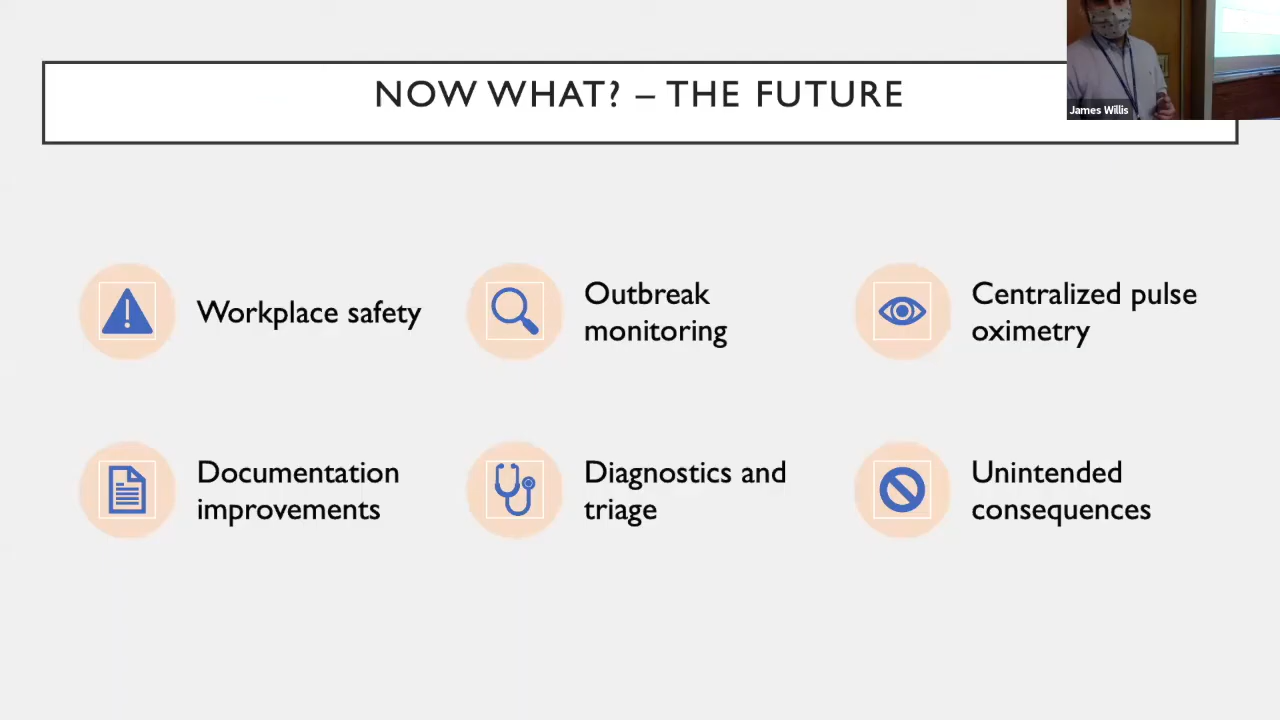 NOW WHAT? – THE FUTURE
James Willis
Workplace safety
Outbreak
monitoring
Centralized pulse
oximetry
Documentation
improvements
Diagnostics and
triage
Unintended
consequences